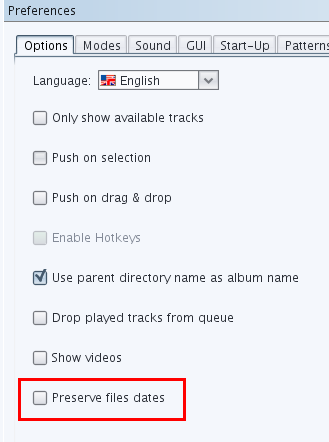 Preferences
Options Modes Sound GUI Start-Up Patterns
Language: English
Only show available tracks
Push on selection
Push on drag & drop
Enable Hotkeys
Use parent directory name as album name
Drop played tracks from queue
Show videos
Preserve files dates